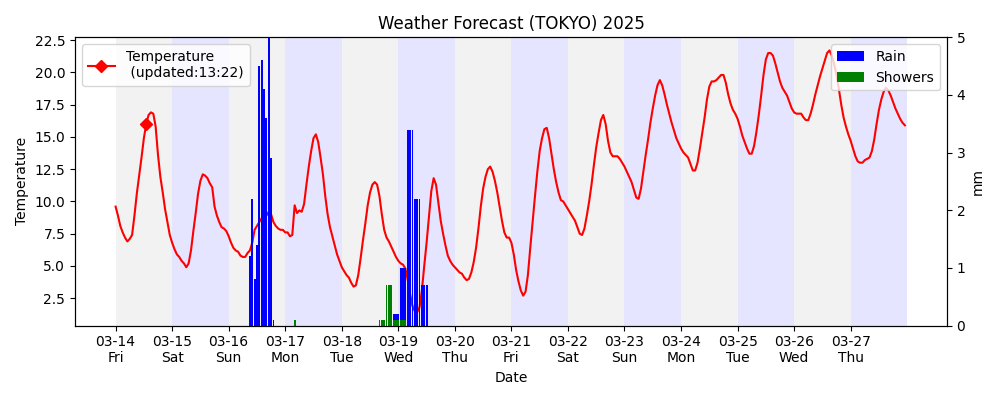 Weather Forecast (TOKYO) 2025
Temperature
(updated:13:22)
Rain
Showers
22.5
20.0
17.5
15.0
12.5
10.0
7.5
5.0
2.5
Temperature
5
4
3
2
1
0
mm
03-14 03-15 03-16 03-17 03-18 03-19 03-20 03-21 03-22 03-23 03-24 03-25 03-26 03-27
Fri Sat Sun Mon Tue Wed Thu Fri Sat Sun Mon Tue Wed Thu
Date